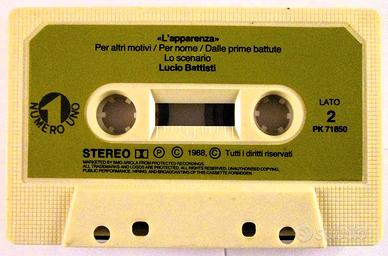 «L'apparenza»
Per altri motivi / Per nome / Dalle prime battute
Lo scenario
Lucio Battisti
1
NUMERO UNO
LATO
2
PK 71850
STEREO Ⓟ Ⓒ 1988, Ⓒ Tutti i diritti riservati
MARKETED BY BMG ARIOLA FROM PROTECTED RECORDINGS.
ALL TRADEMARKS AND LOGOS ARE PROTECTED. ALL RIGHTS RESERVED. UNAUTHORISED COPYING,
PUBLIC PERFORMANCE, HIRING, AND BROADCASTING OF THIS CASSETTE FORBIDDEN.
subito